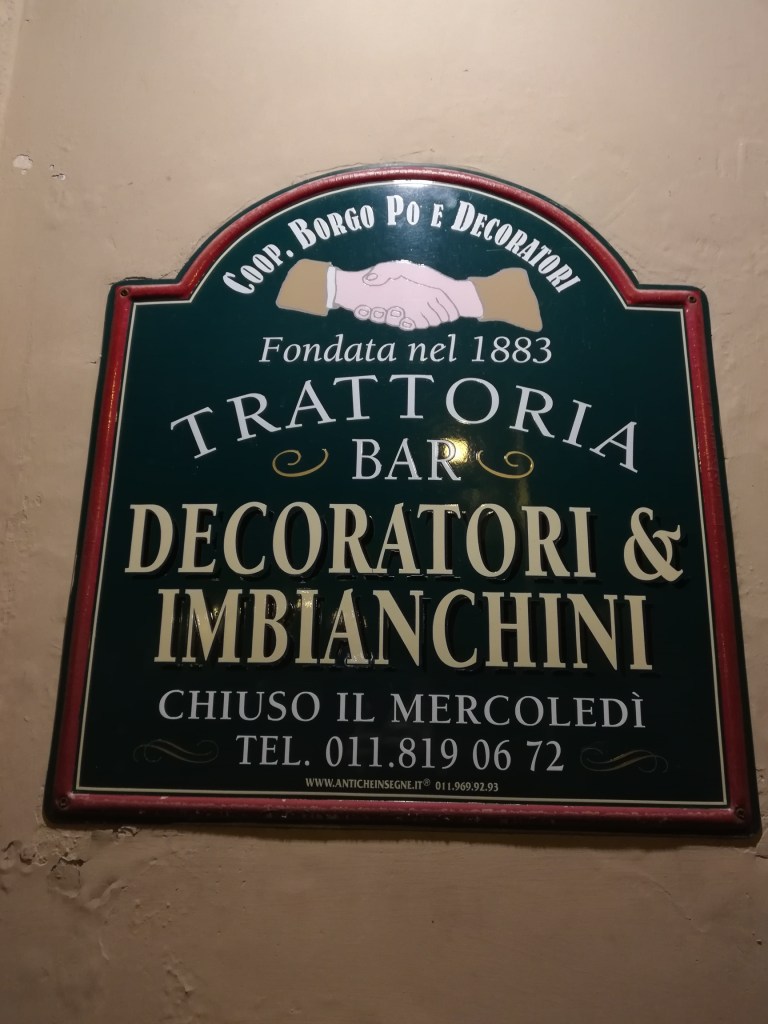 COOP. BORGO PO E DECORATORI
Fondata nel 1883
TRATTORIA
BAR
DECORATORI &
IMBIANCHINI
CHIUSO IL MERCOLEDÌ
TEL. 011.819 06 72
WWW.ANTICHEINSEGNE.IT® 011.969.92.93